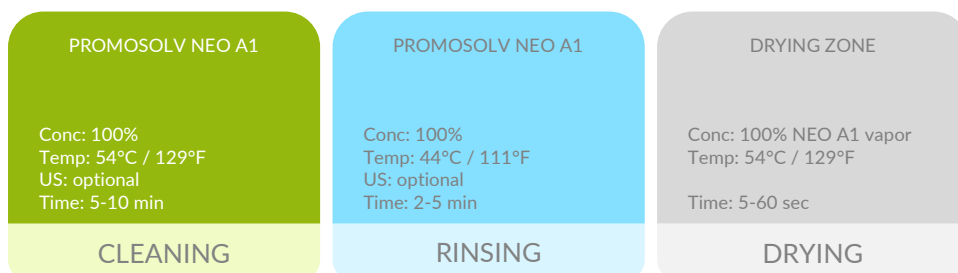 PROMOSOLV NEO A1
Conc: 100%
Temp: 54°C / 129°F
US: optional
Time: 5-10 min
CLEANING
PROMOSOLV NEO A1
Conc: 100%
Temp: 44°C / 111°F
US: optional
Time: 2-5 min
RINSING
DRYING ZONE
Conc: 100% NEO A1 vapor
Temp: 54°C / 129°F
Time: 5-60 sec
DRYING